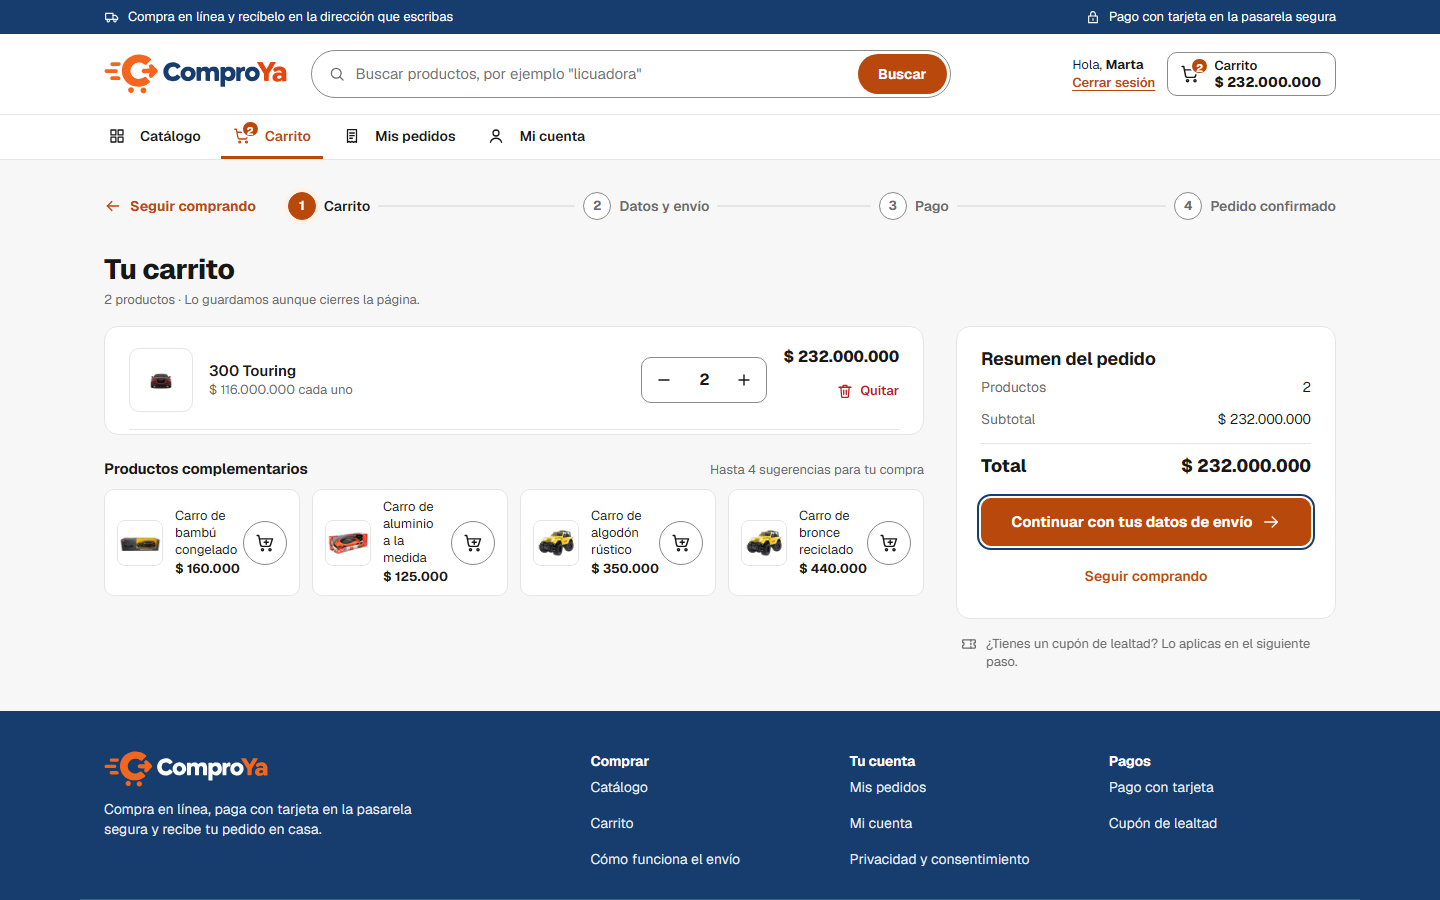 Compra en línea y recíbelo en la dirección que escribas
Pago con tarjeta en la pasarela segura
ComproYa
Buscar productos, por ejemplo "licuadora"
Buscar
Hola, Marta
Cerrar sesión
2
Carrito
$ 232.000.000
Catálogo
2
Carrito
Mis pedidos
Mi cuenta
Seguir comprando
1 Carrito
2 Datos y envío
3 Pago
4 Pedido confirmado
Tu carrito
2 productos · Lo guardamos aunque cierres la página.
300 Touring
$ 116.000.000 cada uno
2
$ 232.000.000
Quitar
Productos complementarios
Hasta 4 sugerencias para tu compra
Carro de
bambú
congelado
$ 160.000
Carro de
aluminio
a la
medida
$ 125.000
Carro de
algodón
rústico
$ 350.000
Carro de
bronce
reciclado
$ 440.000
Resumen del pedido
Productos 2
Subtotal $ 232.000.000
Total $ 232.000.000
Continuar con tus datos de envío
Seguir comprando
¿Tienes un cupón de lealtad? Lo aplicas en el siguiente
paso.
ComproYa
Compra en línea, paga con tarjeta en la pasarela
segura y recibe tu pedido en casa.
Comprar
Catálogo
Carrito
Cómo funciona el envío
Tu cuenta
Mis pedidos
Mi cuenta
Privacidad y consentimiento
Pagos
Pago con tarjeta
Cupón de lealtad